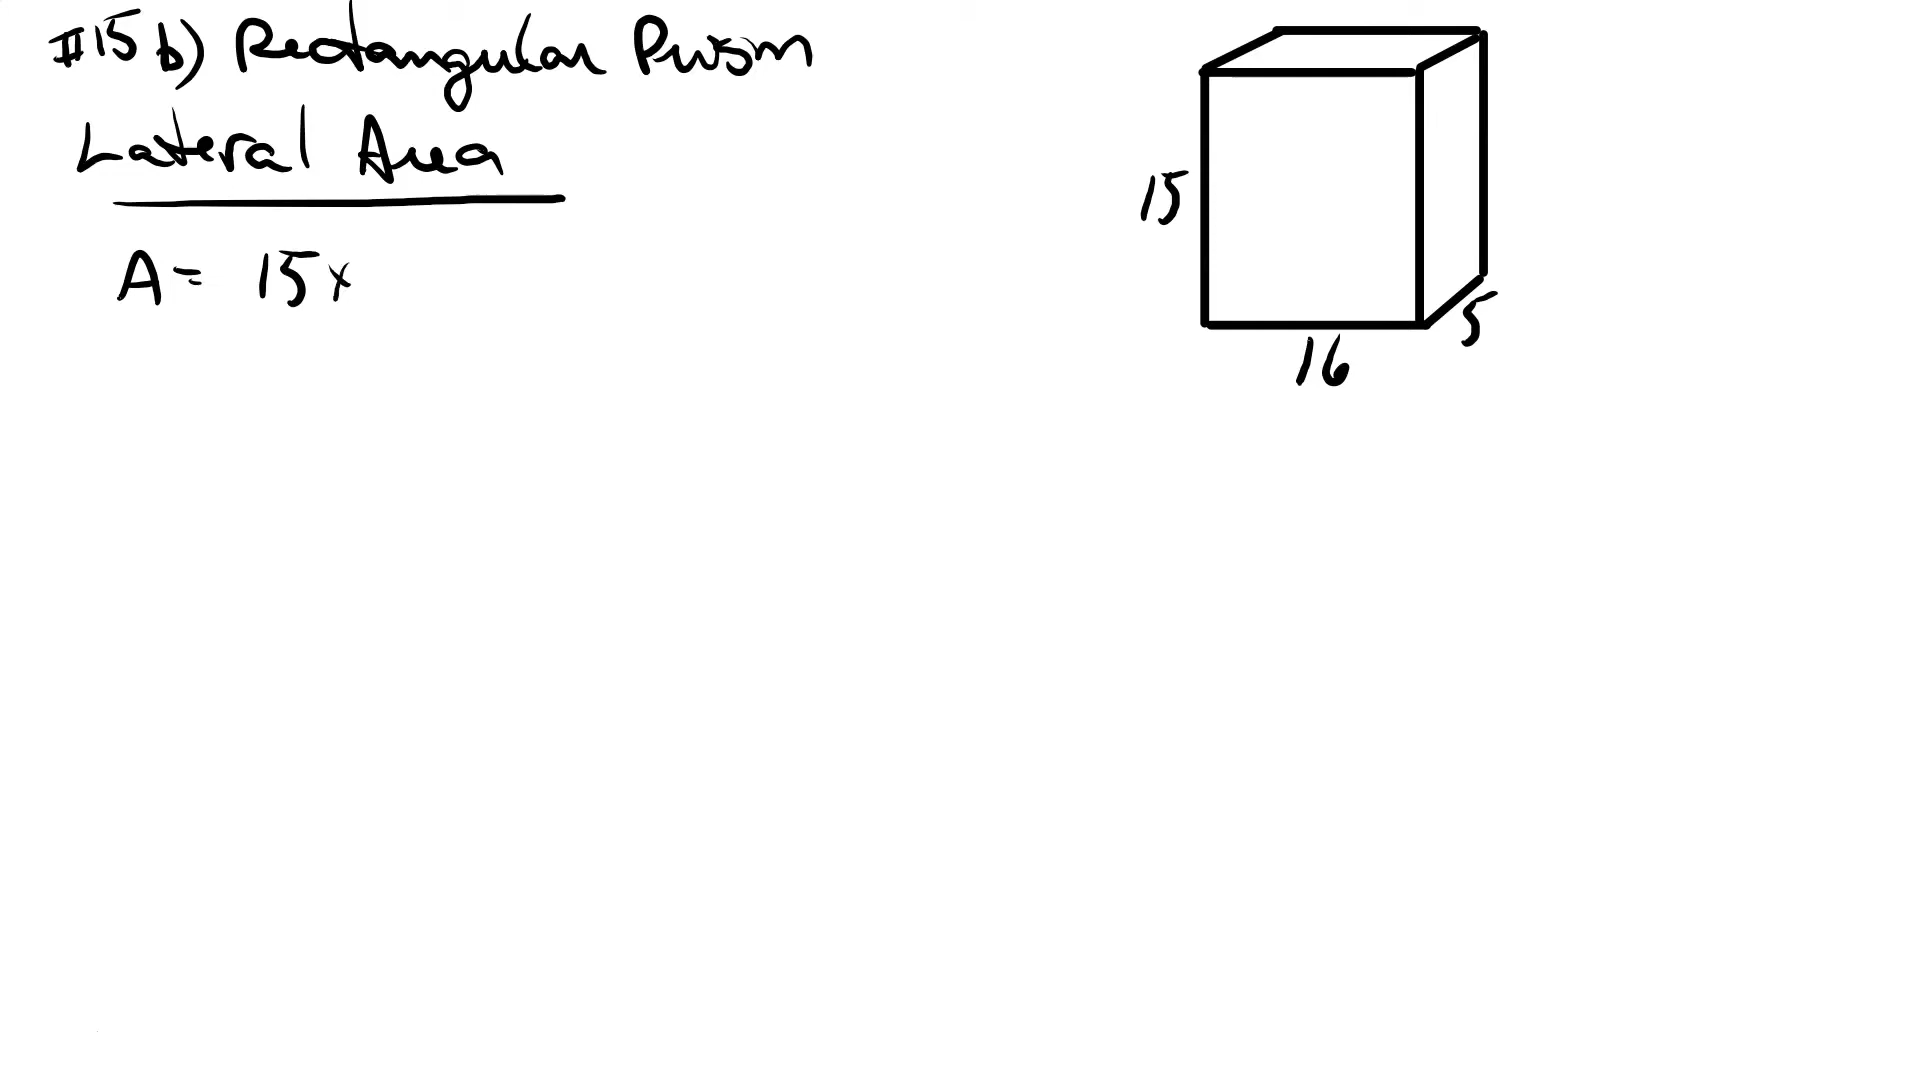 #15 b) Rectangular Prism
Lateral Area
A = 15x
15
16
5